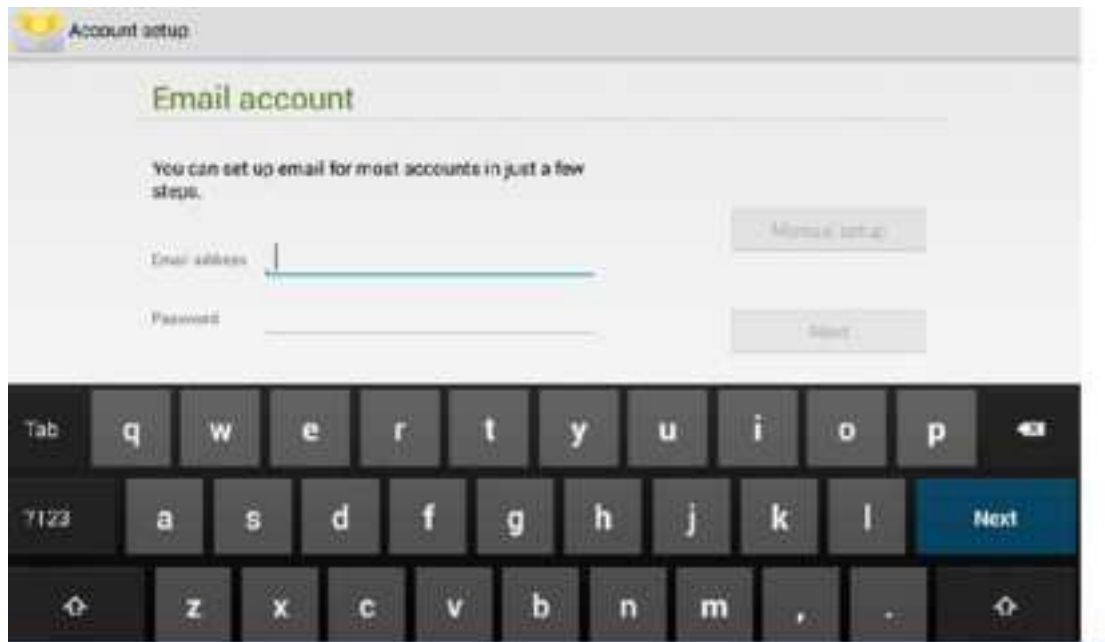 Account setup
Email account
You can set up email for most accounts in just a few
steps.
Manual setup
Email address
Password
Next
Tab q w e r t y u i o p
?123 a s d f g h j k l Next
z x c v b n m , .